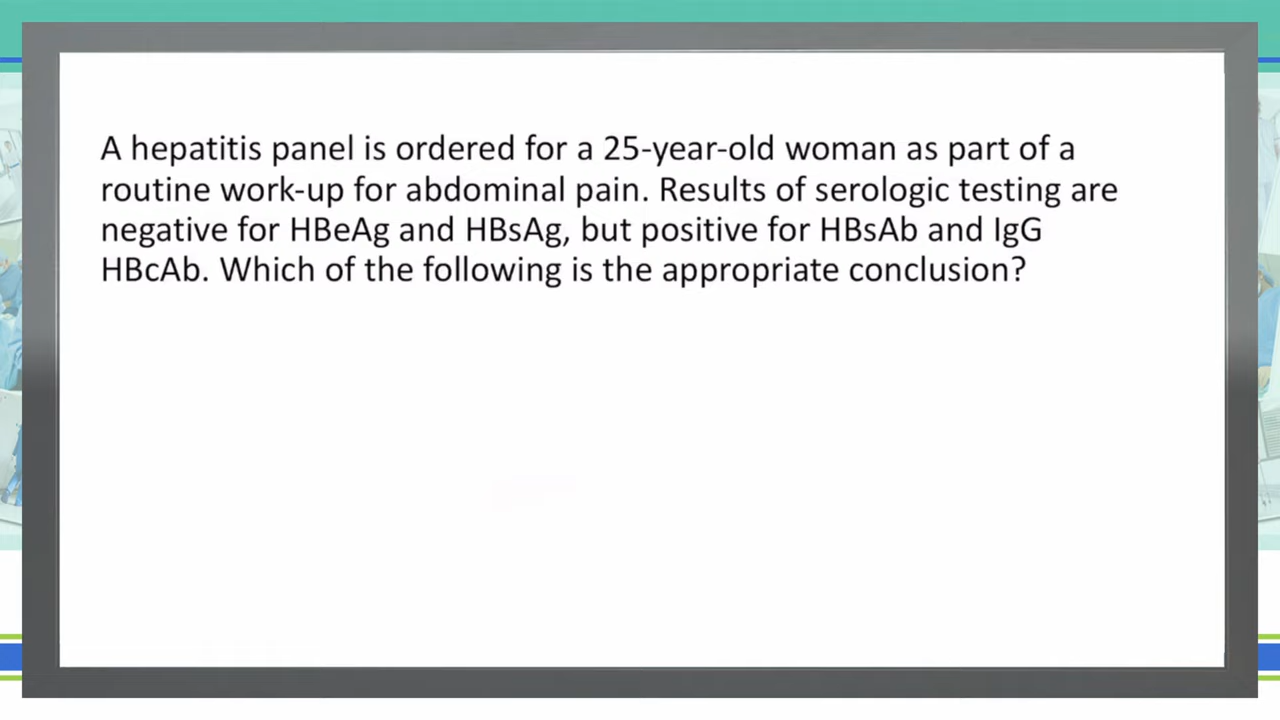 A hepatitis panel is ordered for a 25-year-old woman as part of a
routine work-up for abdominal pain. Results of serologic testing are
negative for HBeAg and HBsAg, but positive for HBsAb and IgG
HBcAb. Which of the following is the appropriate conclusion?